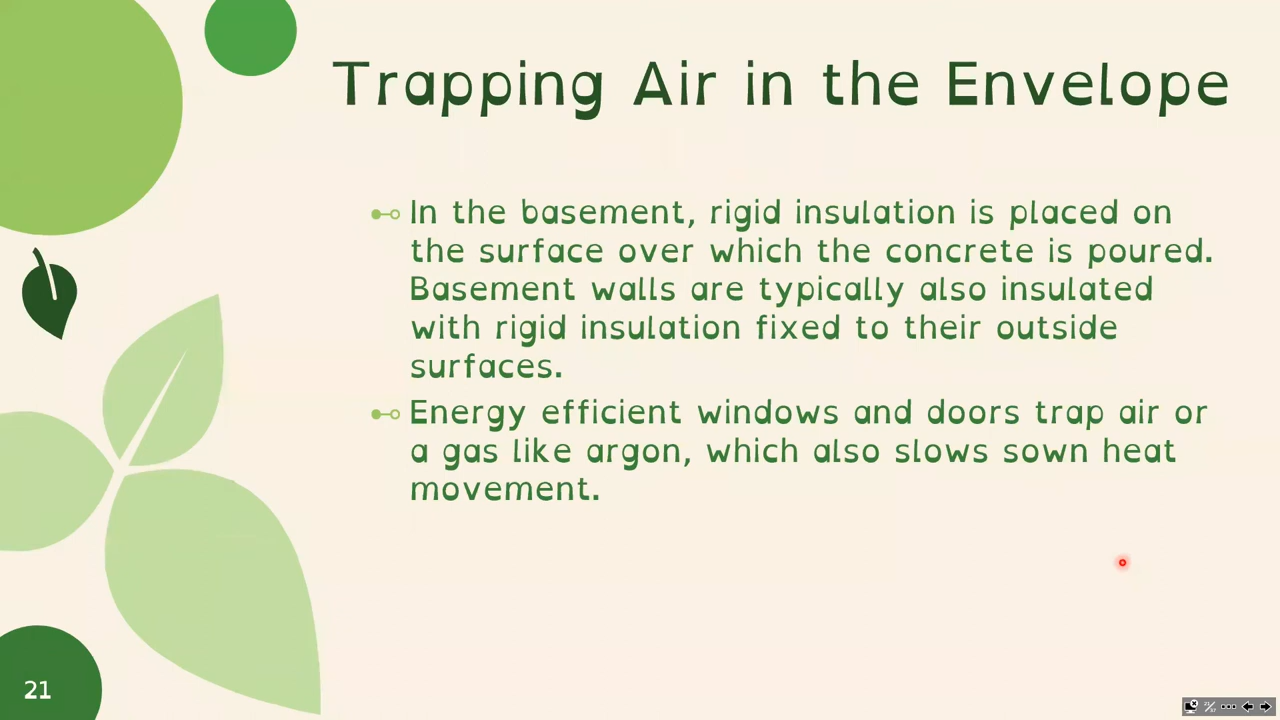 Trapping Air in the Envelope
In the basement, rigid insulation is placed on
the surface over which the concrete is poured.
Basement walls are typically also insulated
with rigid insulation fixed to their outside
surfaces.
Energy efficient windows and doors trap air or
a gas like argon, which also slows sown heat
movement.
21